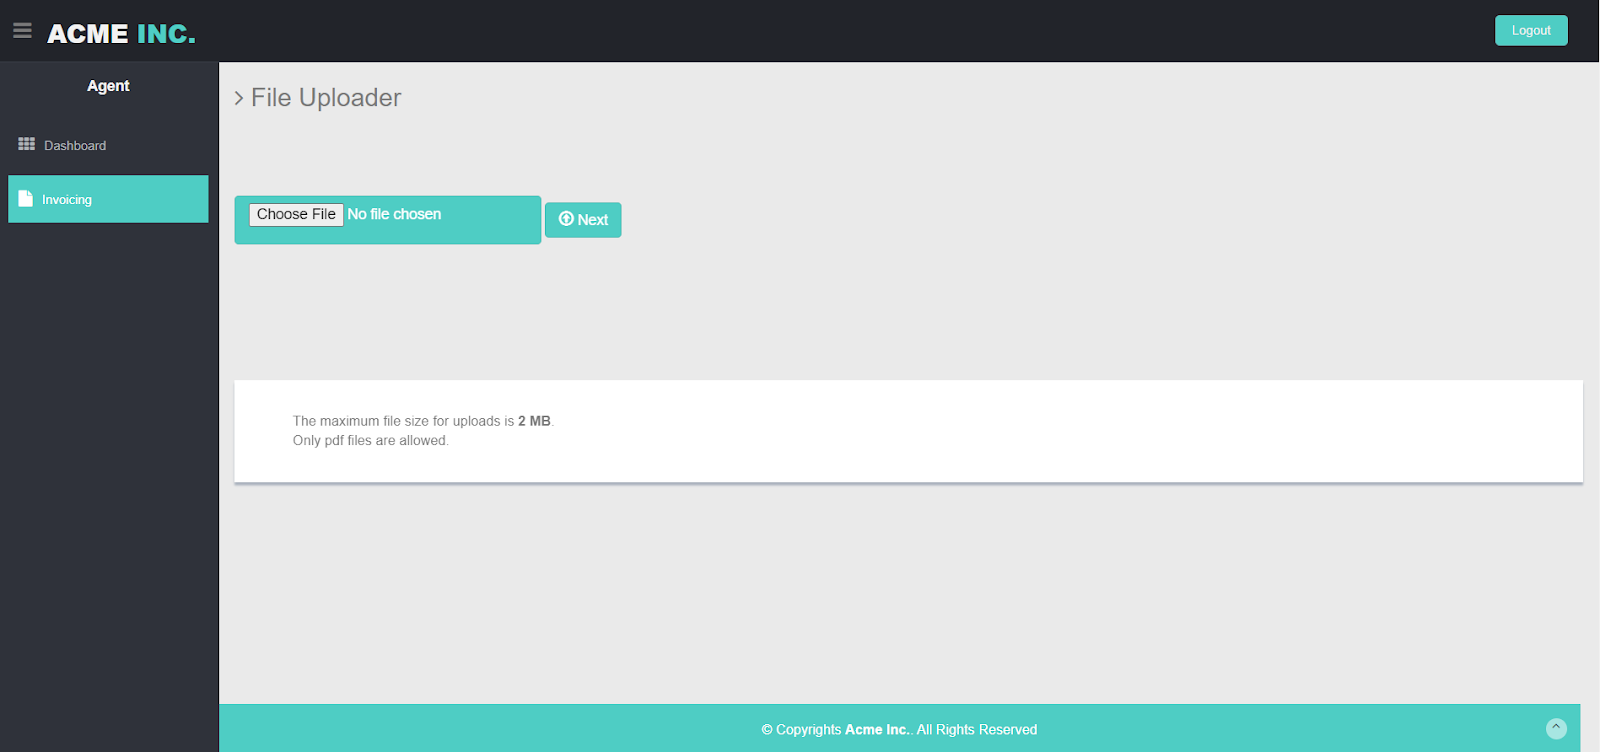 ACME INC.
Logout
Agent
Dashboard
Invoicing
File Uploader
Choose File No file chosen
Next
The maximum file size for uploads is 2 MB.
Only pdf files are allowed.
© Copyrights Acme Inc.. All Rights Reserved